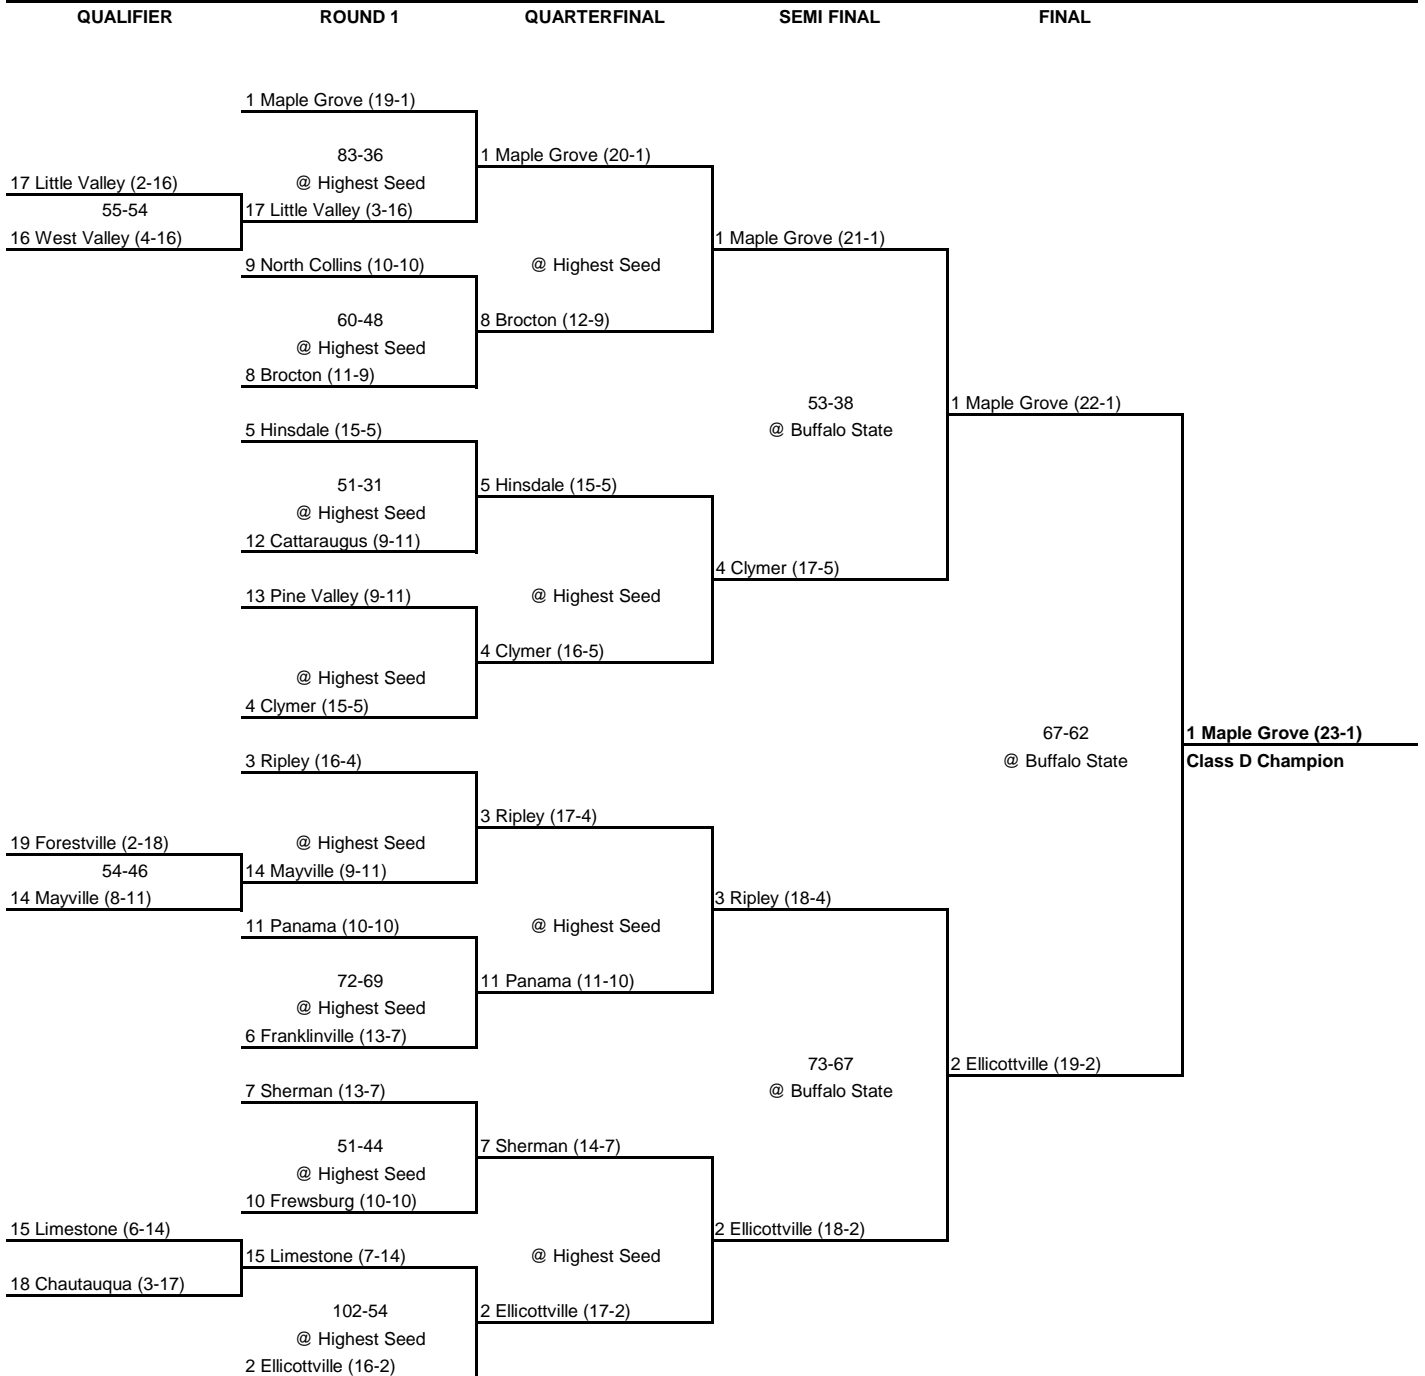 QUALIFIER ROUND 1 QUARTERFINAL SEMI FINAL FINAL
1 Maple Grove (19-1)
83-36 1 Maple Grove (20-1)
17 Little Valley (2-16) @ Highest Seed
55-54 17 Little Valley (3-16)
16 West Valley (4-16) 1 Maple Grove (21-1)
9 North Collins (10-10) @ Highest Seed
60-48 8 Brocton (12-9)
@ Highest Seed
8 Brocton (11-9)
53-38 1 Maple Grove (22-1)
5 Hinsdale (15-5) @ Buffalo State
51-31 5 Hinsdale (15-5)
@ Highest Seed
12 Cattaraugus (9-11)
4 Clymer (17-5)
13 Pine Valley (9-11) @ Highest Seed
4 Clymer (16-5)
@ Highest Seed
4 Clymer (15-5)
67-62 1 Maple Grove (23-1)
3 Ripley (16-4) @ Buffalo State Class D Champion
3 Ripley (17-4)
19 Forestville (2-18) @ Highest Seed
54-46 14 Mayville (9-11)
14 Mayville (8-11) 3 Ripley (18-4)
11 Panama (10-10) @ Highest Seed
72-69 11 Panama (11-10)
@ Highest Seed
6 Franklinville (13-7)
73-67 2 Ellicottville (19-2)
7 Sherman (13-7) @ Buffalo State
51-44 7 Sherman (14-7)
@ Highest Seed
10 Frewsburg (10-10)
15 Limestone (6-14) 2 Ellicottville (18-2)
15 Limestone (7-14) @ Highest Seed
18 Chautauqua (3-17)
102-54 2 Ellicottville (17-2)
@ Highest Seed
2 Ellicottville (16-2)